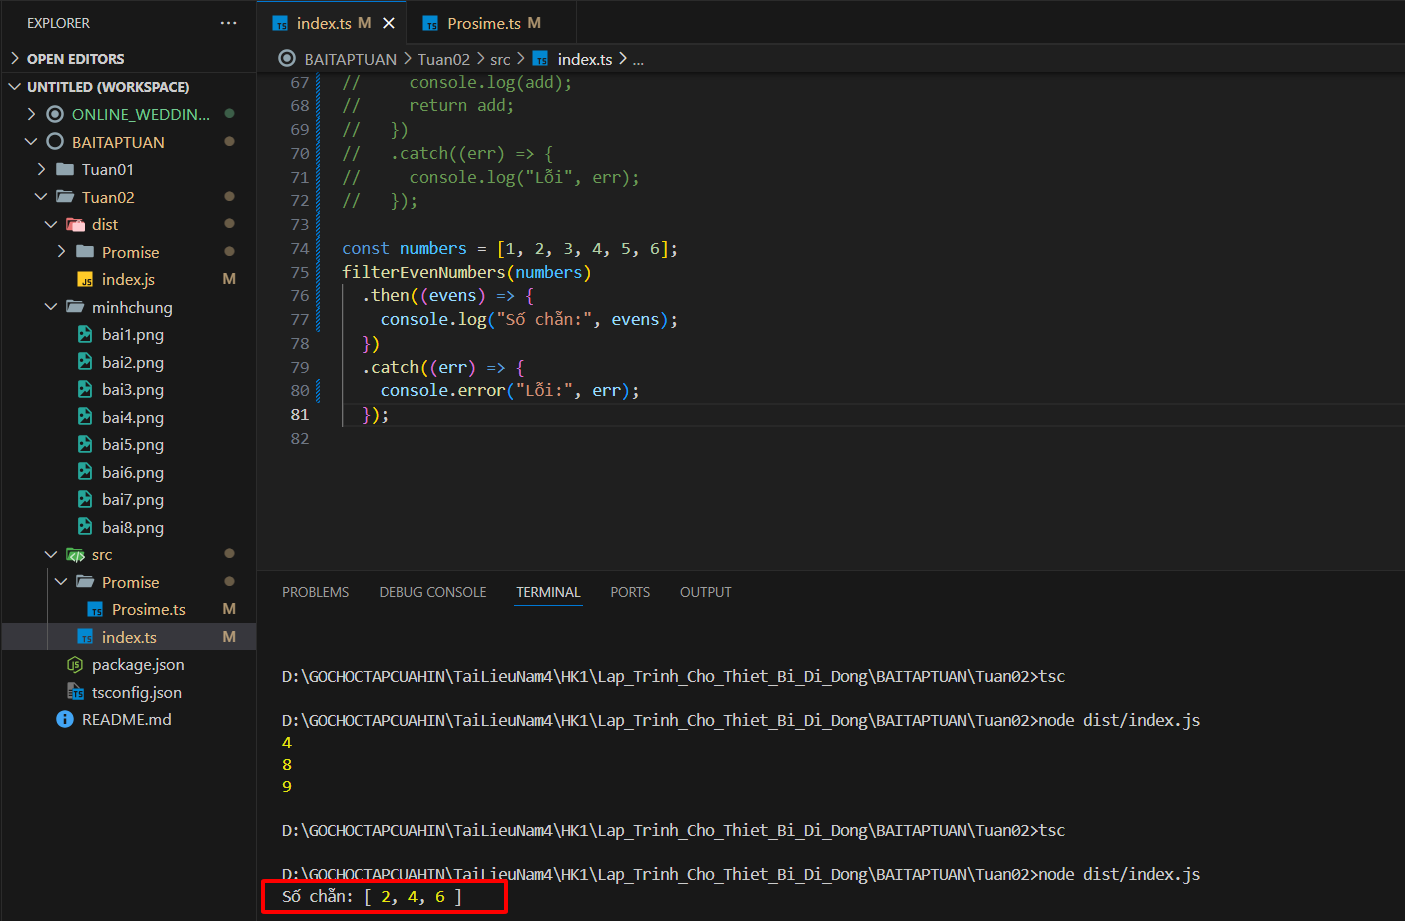 EXPLORER
OPEN EDITORS
UNTITLED (WORKSPACE)
ONLINE_WEDDIN...
BAITAPTUAN
Tuan01
Tuan02
dist
Promise
index.js M
minhchung
bai1.png
bai2.png
bai3.png
bai4.png
bai5.png
bai6.png
bai7.png
bai8.png
src
Promise
Prosime.ts M
index.ts M
package.json
tsconfig.json
README.md
index.ts M Prosime.ts M
BAITAPTUAN > Tuan02 > src > index.ts > ...
67 // console.log(add);
68 // return add;
69 // })
70 // .catch((err) => {
71 // console.log("Lỗi", err);
72 // });
73
74 const numbers = [1, 2, 3, 4, 5, 6];
75 filterEvenNumbers(numbers)
76 .then((evens) => {
77 console.log("Số chẵn:", evens);
78 })
79 .catch((err) => {
80 console.error("Lỗi:", err);
81 });
82
PROBLEMS DEBUG CONSOLE TERMINAL PORTS OUTPUT
D:\GOCHOCTAPCUAHIN\TaiLieuNam4\HK1\Lap_Trinh_Cho_Thiet_Bi_Di_Dong\BAITAPTUAN\Tuan02>tsc
D:\GOCHOCTAPCUAHIN\TaiLieuNam4\HK1\Lap_Trinh_Cho_Thiet_Bi_Di_Dong\BAITAPTUAN\Tuan02>node dist/index.js
4
8
9
D:\GOCHOCTAPCUAHIN\TaiLieuNam4\HK1\Lap_Trinh_Cho_Thiet_Bi_Di_Dong\BAITAPTUAN\Tuan02>tsc
D:\GOCHOCTAPCUAHIN\TaiLieuNam4\HK1\Lap_Trinh_Cho_Thiet_Bi_Di_Dong\BAITAPTUAN\Tuan02>node dist/index.js
Số chẵn: [ 2, 4, 6 ]